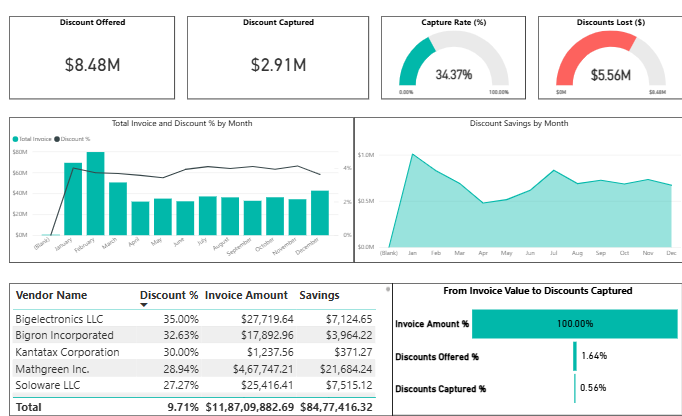 Discount Offered
$8.48M
Discount Captured
$2.91M
Capture Rate (%)
34.37%
0.00%
100.00%
Discounts Lost ($)
$5.56M
$0M
$8.48M
Total Invoice and Discount % by Month
Total Invoice Discount %
$80M
$60M
$40M
$20M
$0M
4%
2%
0%
(Blank) January February March April May June July August September October November December
Discount Savings by Month
$1.0M
$0.5M
$0.0M
(Blank) Jan Feb Mar Apr May Jun Jul Aug Sep Oct Nov Dec
Vendor Name Discount % Invoice Amount Savings
Bigelectronics LLC 35.00% $27,719.64 $7,124.65
Bigron Incorporated 32.63% $17,892.96 $3,964.22
Kantatax Corporation 30.00% $1,237.56 $371.27
Mathgreen Inc. 28.94% $4,67,747.21 $21,684.24
Soloware LLC 27.27% $25,416.41 $7,515.12
Total 9.71% $11,87,09,882.69 $84,77,416.32
From Invoice Value to Discounts Captured
Invoice Amount % 100.00%
Discounts Offered % 1.64%
Discounts Captured % 0.56%